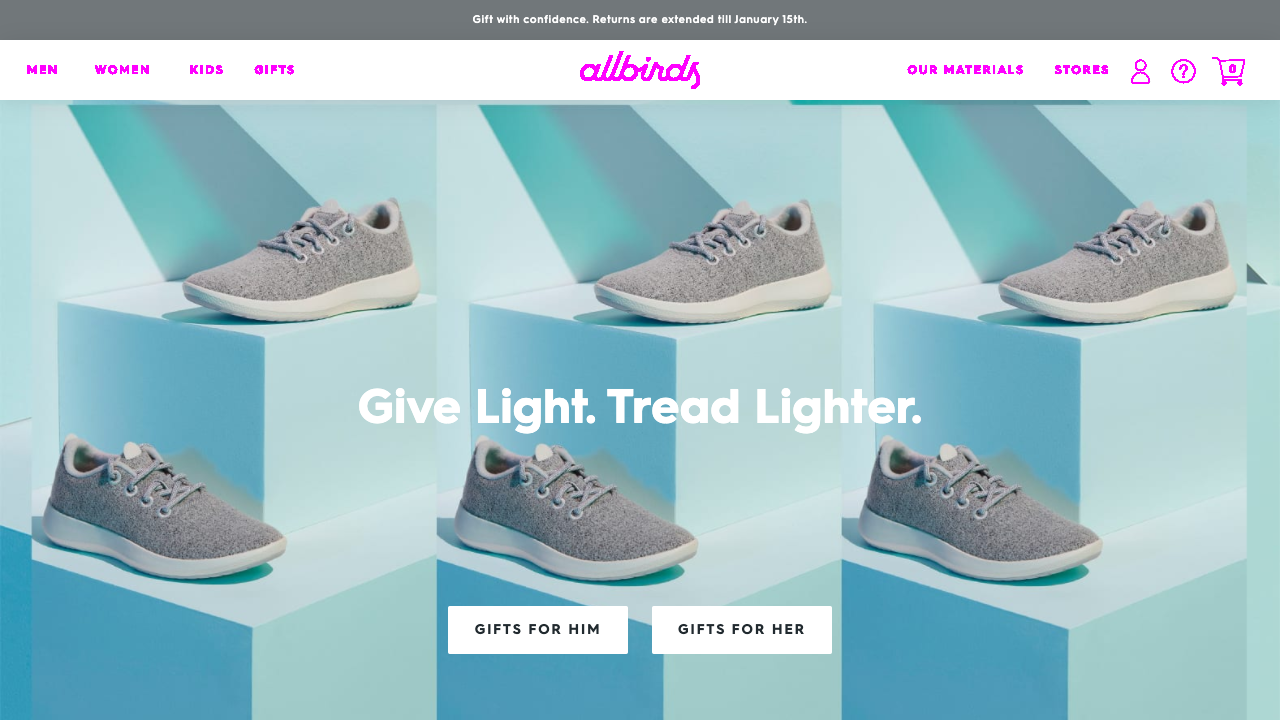 Gift with confidence. Returns are extended till January 15th.
MEN WOMEN KIDS GIFTS allbirds OUR MATERIALS STORES ? 0
Give Light. Tread Lighter.
GIFTS FOR HIM GIFTS FOR HER